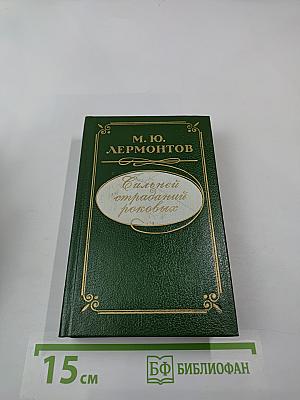 М. Ю.
ЛЕРМОНТОВ
Сильней
страданий
роковых
15 см
БФ БИБЛИОФАН